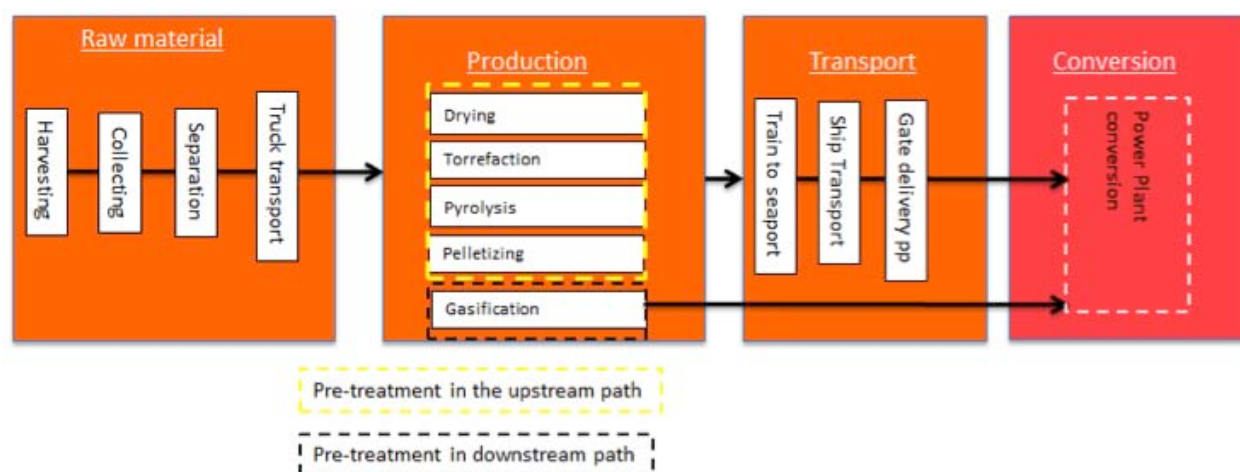 Raw material
Harvesting
Collecting
Separation
Truck transport
Production
Drying
Torrefaction
Pyrolysis
Pelletizing
Gasification
Transport
Train to seaport
Ship Transport
Gate delivery pp
Conversion
Power Plant
conversion
Pre-treatment in the upstream path
Pre-treatment in downstream path